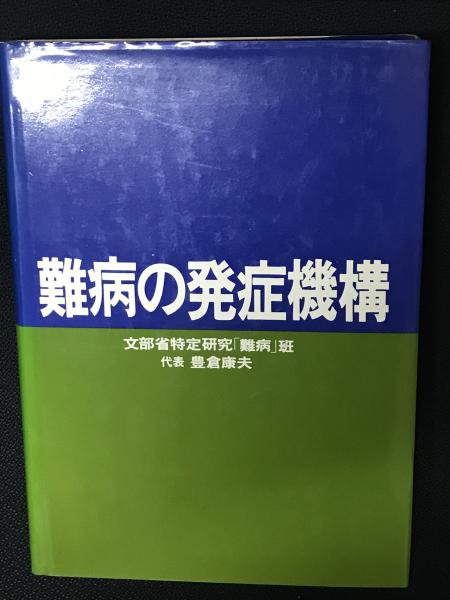 難病の発症機構
文部省特定研究「難病」班
代表 豊倉康夫